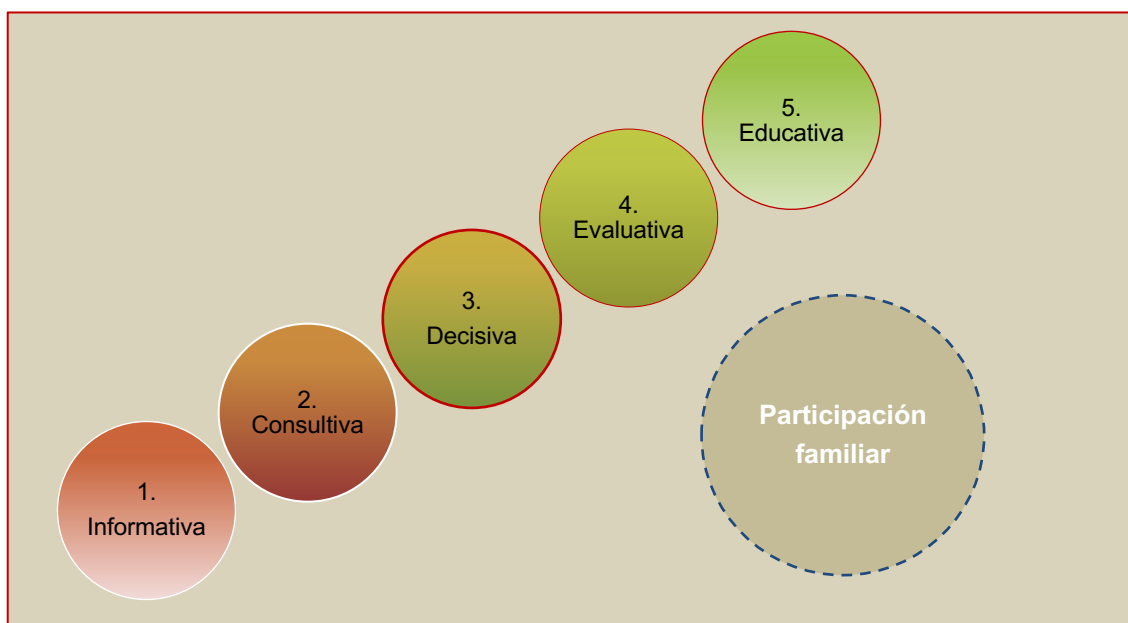 1.
Informativa
2.
Consultiva
3.
Decisiva
4.
Evaluativa
5.
Educativa
Participación
familiar